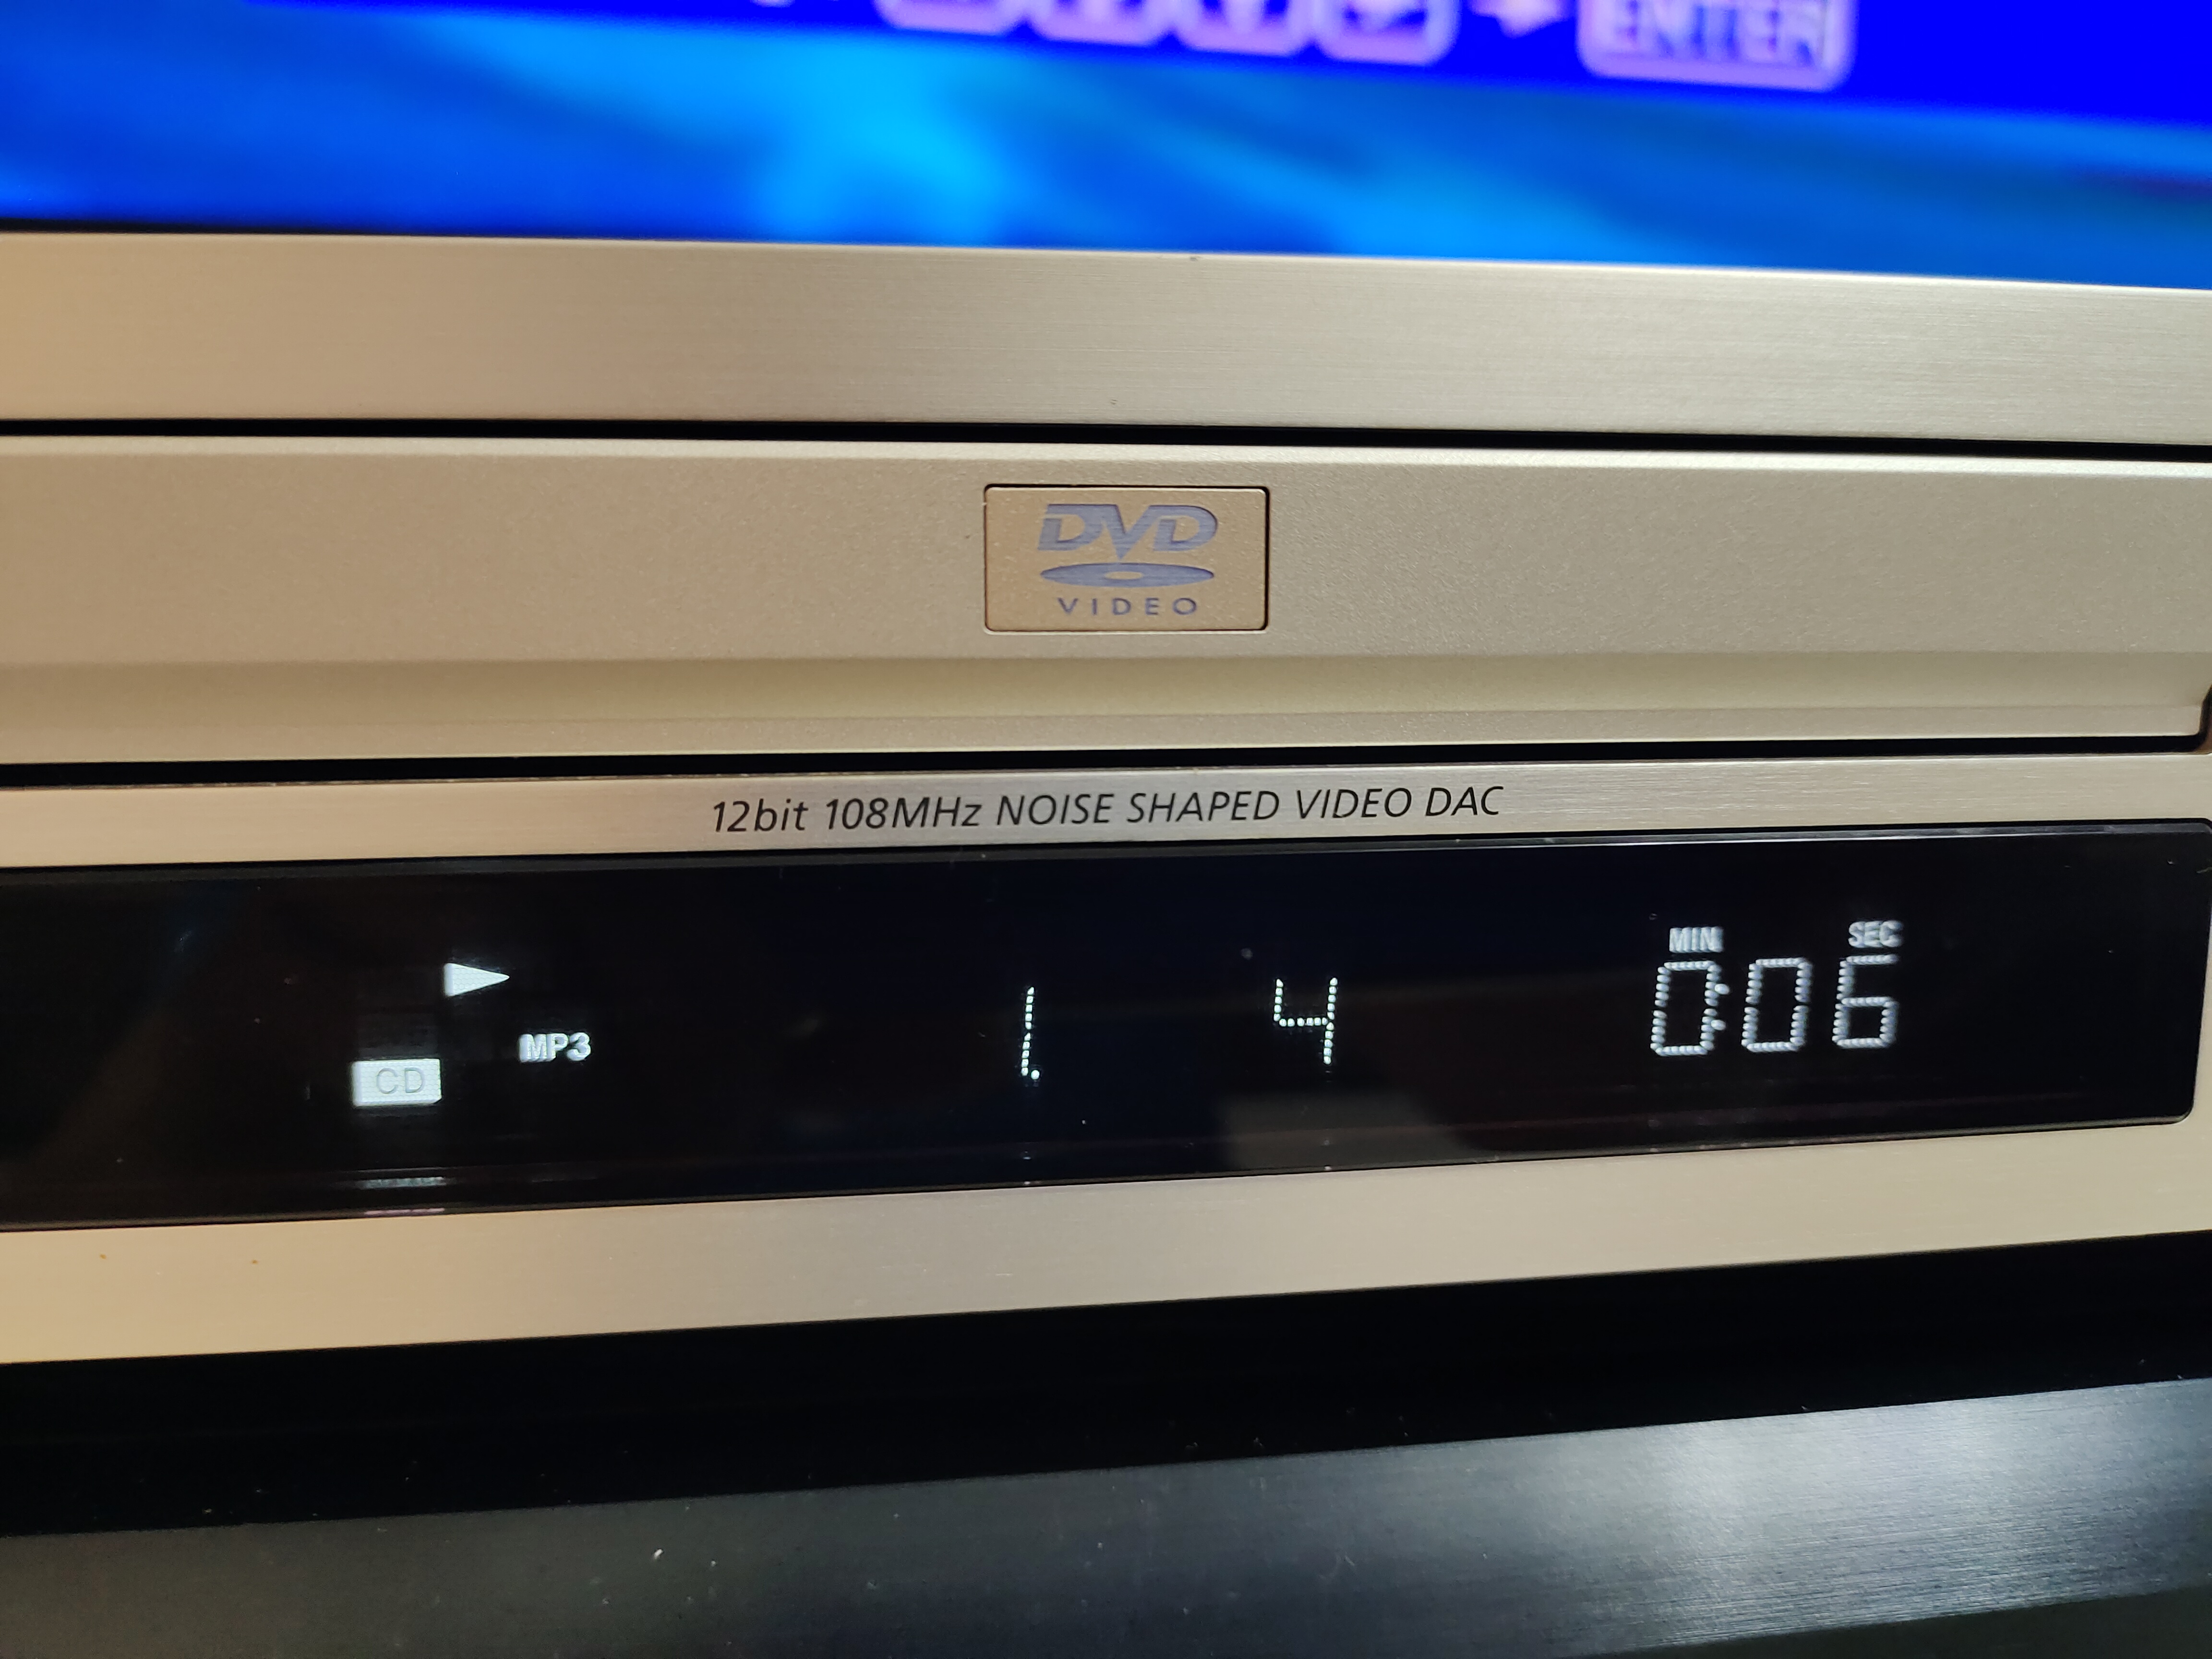 ENTER
DVD
VIDEO
12bit 108MHz NOISE SHAPED VIDEO DAC
MIN SEC
1. 4 0:06
MP3
CD